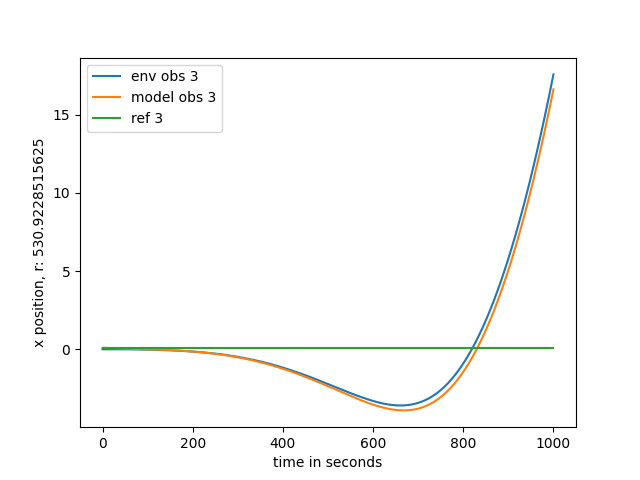 env obs 3
model obs 3
ref 3
15
10
5
0
x position, r: 530.9228515625
0 200 400 600 800 1000
time in seconds